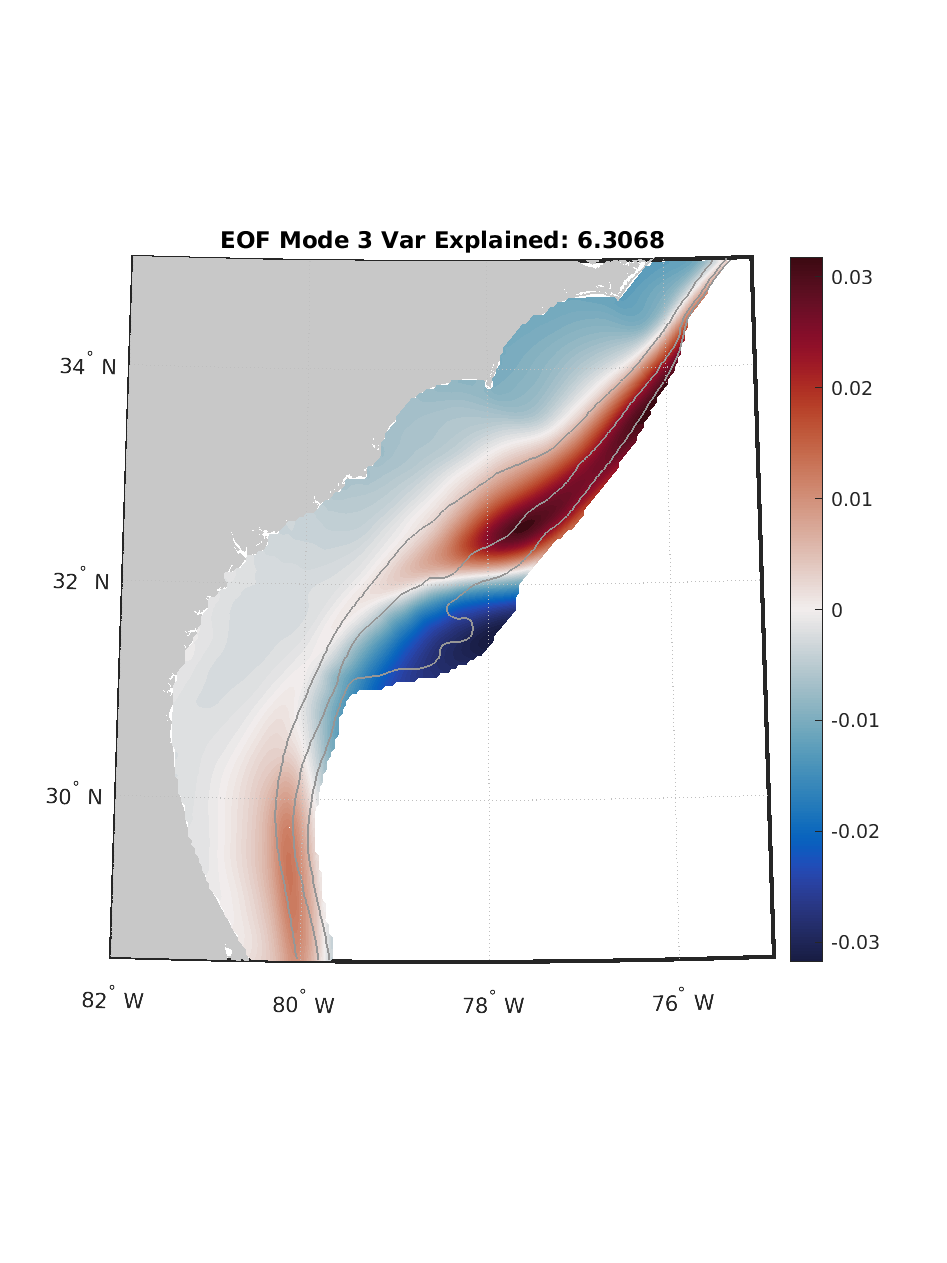 EOF Mode 3 Var Explained: 6.3068
34° N
32° N
30° N
82° W
80° W
78° W
76° W
0.03
0.02
0.01
0
-0.01
-0.02
-0.03